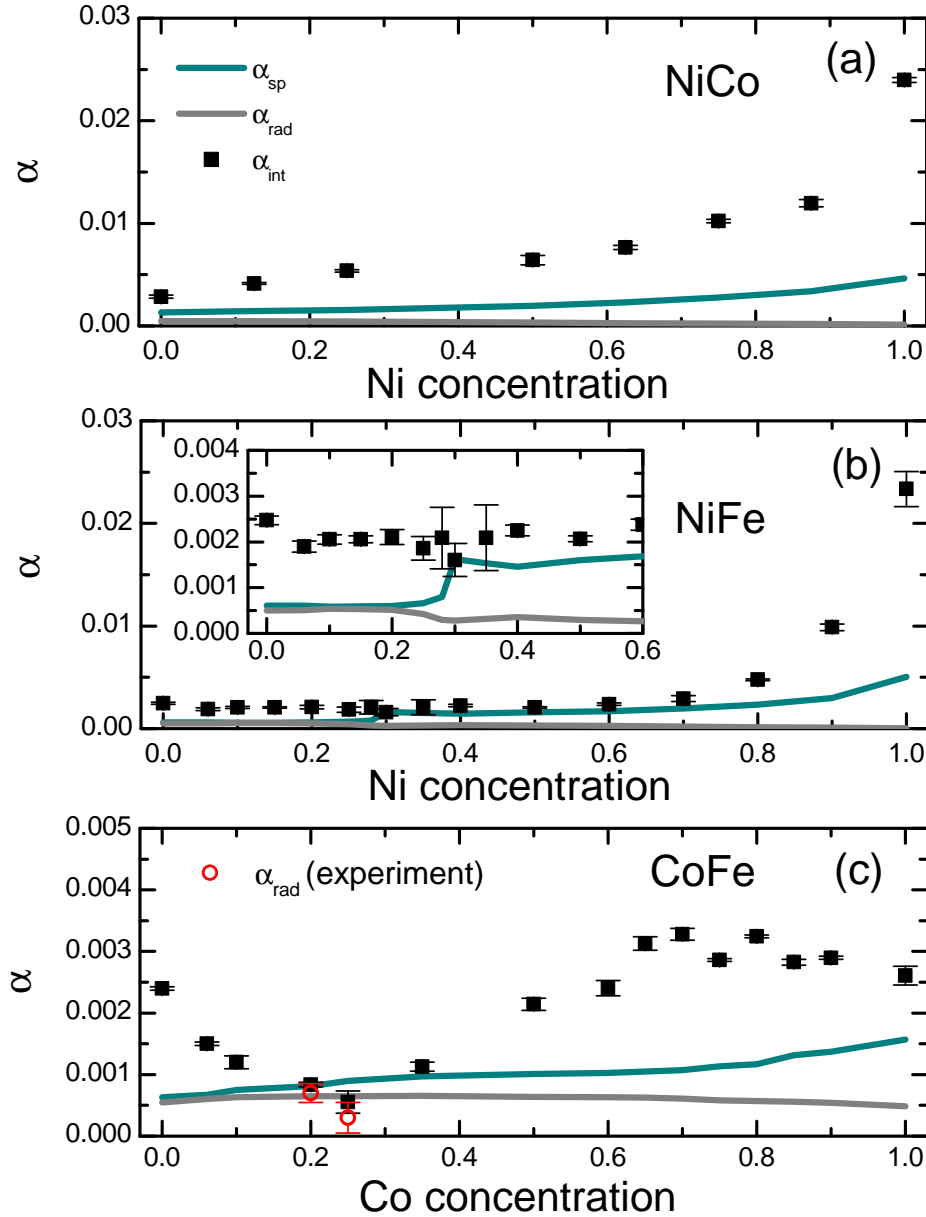 0.03
(a)
α_sp
NiCo
α_rad
0.02
α_int
α
0.01
0.00
0.0 0.2 0.4 0.6 0.8 1.0
Ni concentration
0.03
0.004
(b)
0.003
NiFe
0.02
0.002
α
0.001
0.01
0.000
0.0 0.2 0.4 0.6
0.00
0.0 0.2 0.4 0.6 0.8 1.0
Ni concentration
0.005
α_rad (experiment)
CoFe
(c)
0.004
0.003
α
0.002
0.001
0.000
0.0 0.2 0.4 0.6 0.8 1.0
Co concentration